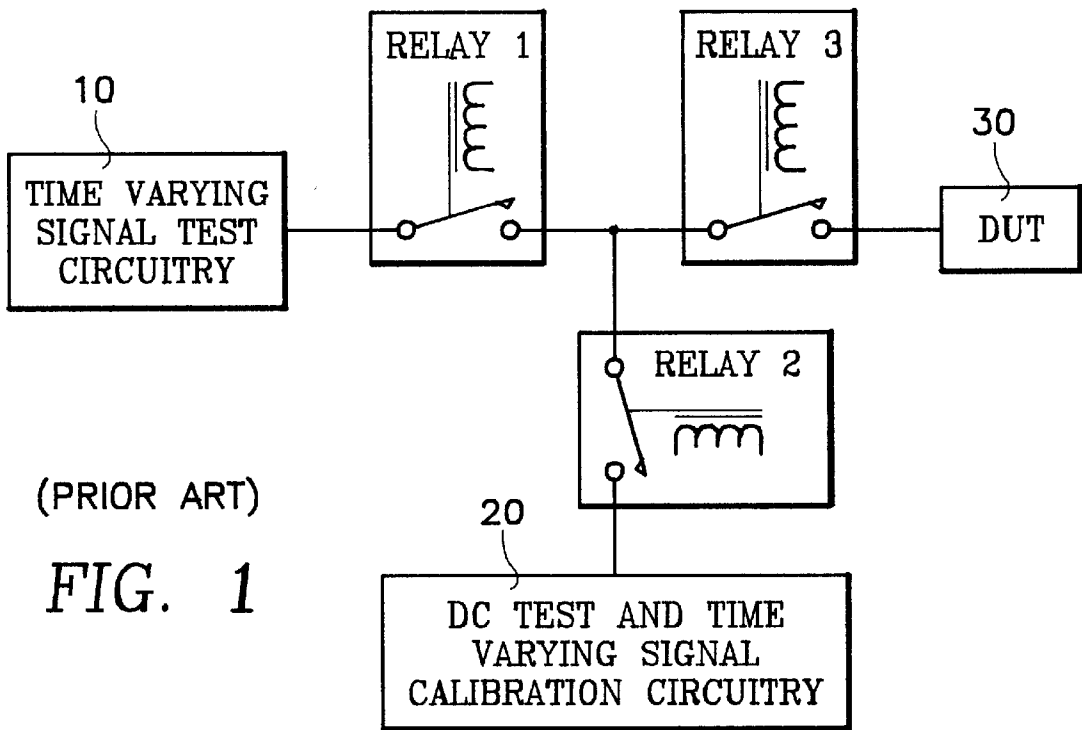 RELAY 1
RELAY 3
10
30
TIME VARYING
SIGNAL TEST
CIRCUITRY
DUT
RELAY 2
(PRIOR ART)
FIG. 1
20
DC TEST AND TIME
VARYING SIGNAL
CALIBRATION CIRCUITRY